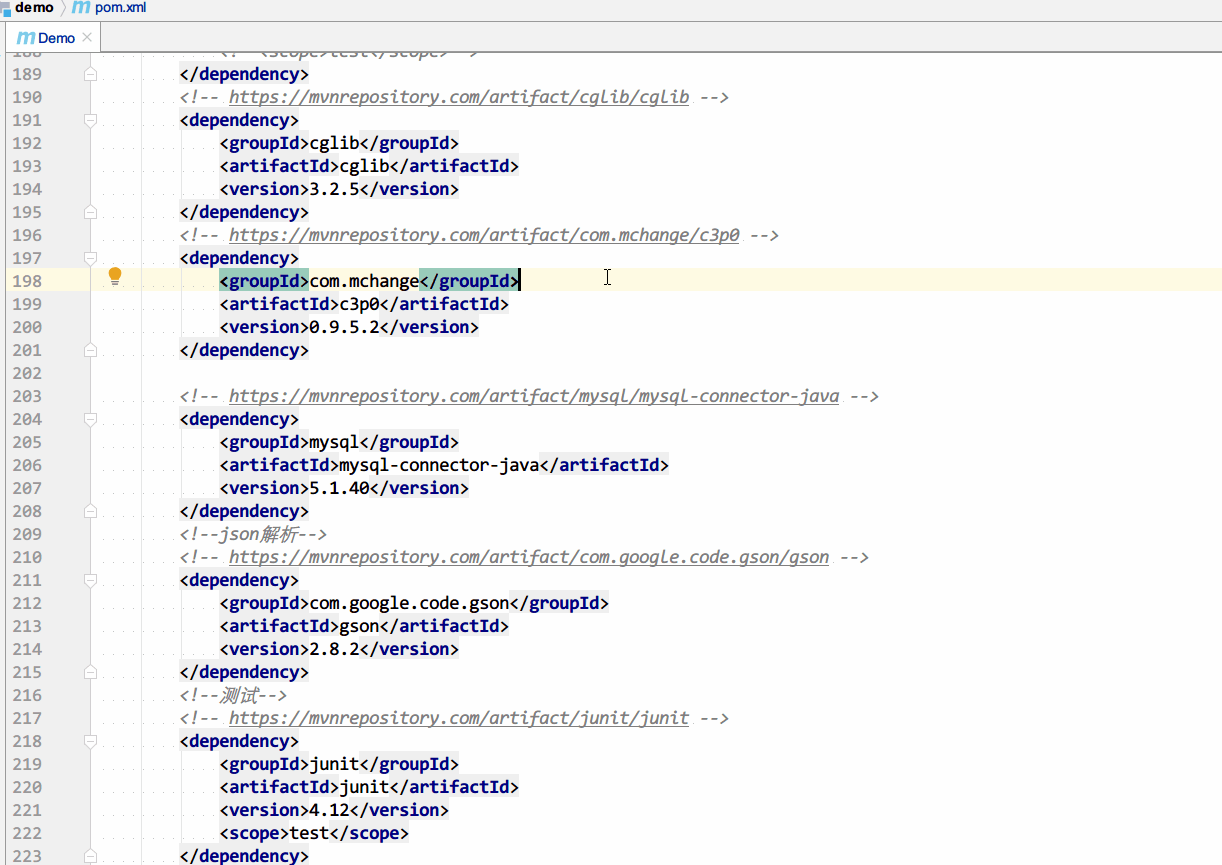 demo pom.xml
Demo
189 </dependency>
190 <!-- https://mvnrepository.com/artifact/cglib/cglib -->
191 <dependency>
192 <groupId>cglib</groupId>
193 <artifactId>cglib</artifactId>
194 <version>3.2.5</version>
195 </dependency>
196 <!-- https://mvnrepository.com/artifact/com.mchange/c3p0 -->
197 <dependency>
198 <groupId>com.mchange</groupId>
199 <artifactId>c3p0</artifactId>
200 <version>0.9.5.2</version>
201 </dependency>
202
203 <!-- https://mvnrepository.com/artifact/mysql/mysql-connector-java -->
204 <dependency>
205 <groupId>mysql</groupId>
206 <artifactId>mysql-connector-java</artifactId>
207 <version>5.1.40</version>
208 </dependency>
209 <!--json解析-->
210 <!-- https://mvnrepository.com/artifact/com.google.code.gson/gson -->
211 <dependency>
212 <groupId>com.google.code.gson</groupId>
213 <artifactId>gson</artifactId>
214 <version>2.8.2</version>
215 </dependency>
216 <!--测试-->
217 <!-- https://mvnrepository.com/artifact/junit/junit -->
218 <dependency>
219 <groupId>junit</groupId>
220 <artifactId>junit</artifactId>
221 <version>4.12</version>
222 <scope>test</scope>
223 </dependency>